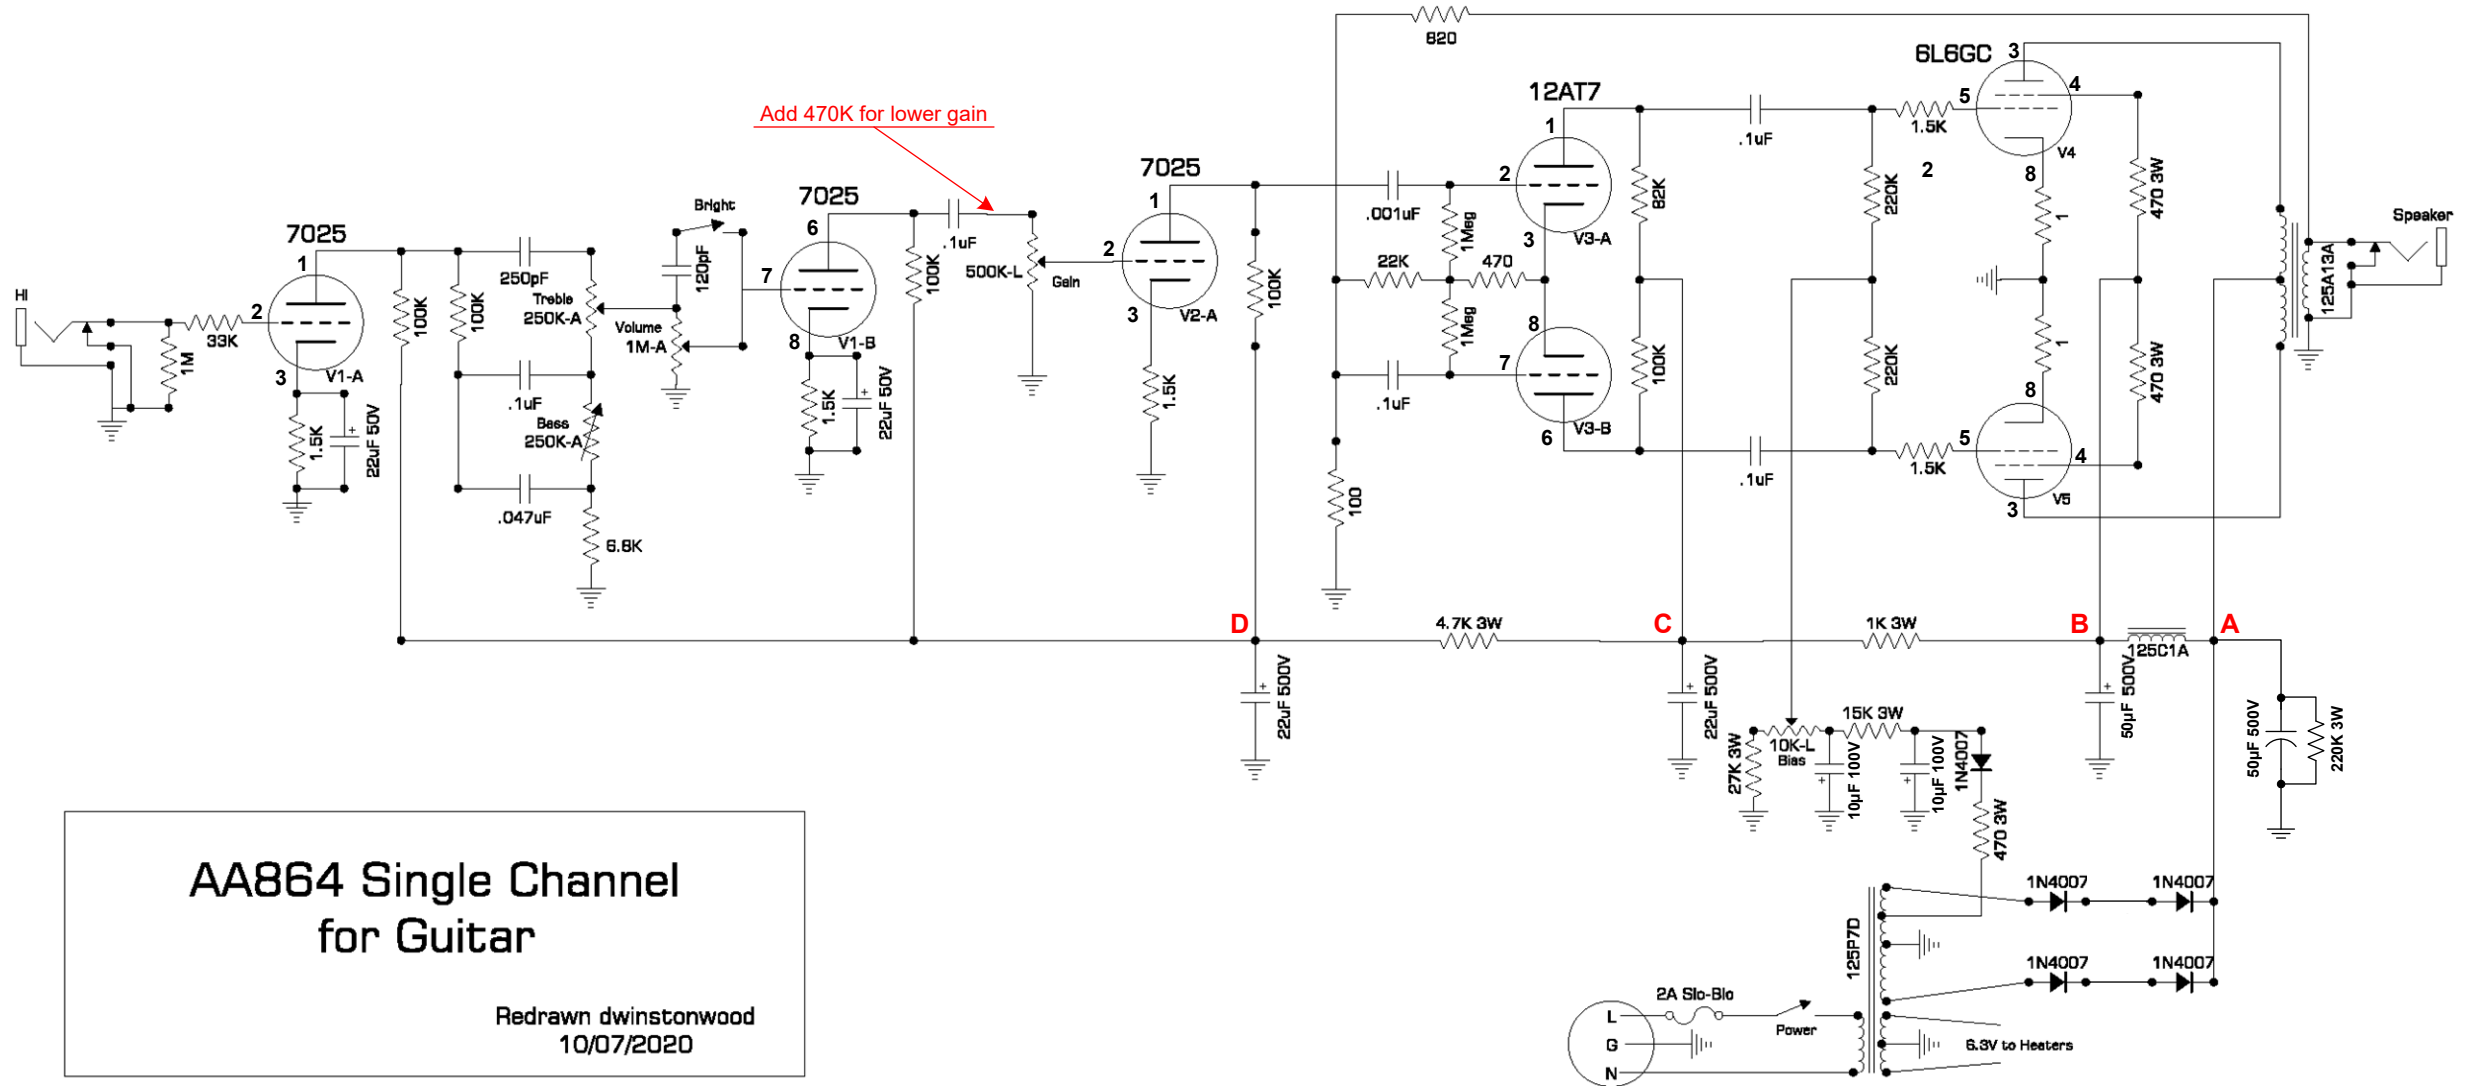 820
6L6GC
3
4
5
1.5K
V4
2
8
1
470 3W
12AT7
1
.1uF
2
V3-A
3
82K
220K
Add 470K for lower gain
7025
1
2
V2-A
3
.001uF
1Meg
22K
470
100K
1.5K
Bright
120pF
7025
6
7
8
V1-B
.1uF
500K-L
Gain
100K
1.5K
22uF 50V
HI
1M
33K
7025
1
2
3
V1-A
1.5K
22uF 50V
100K
100K
250pF
Treble
250K-A
Volume
1M-A
.1uF
Bass
250K-A
.047uF
6.8K
1Meg
.1uF
8
7
V3-B
6
100K
100
.1uF
220K
1.5K
5
1
8
4
V5
3
470 3W
125A13A
Speaker
D
4.7K 3W
C
1K 3W
B
A
125C1A
22uF 500V
22uF 500V
50µF 500V
50µF 500V
220K 3W
27K 3W
10K-L
Bias
15K 3W
10µF 100V
10µF 100V
1N4007
470 3W
1N4007
1N4007
1N4007
1N4007
125P7D
2A Slo-Blo
Power
L
G
N
6.3V to Heaters
AA864 Single Channel
for Guitar
Redrawn dwinstonwood
10/07/2020